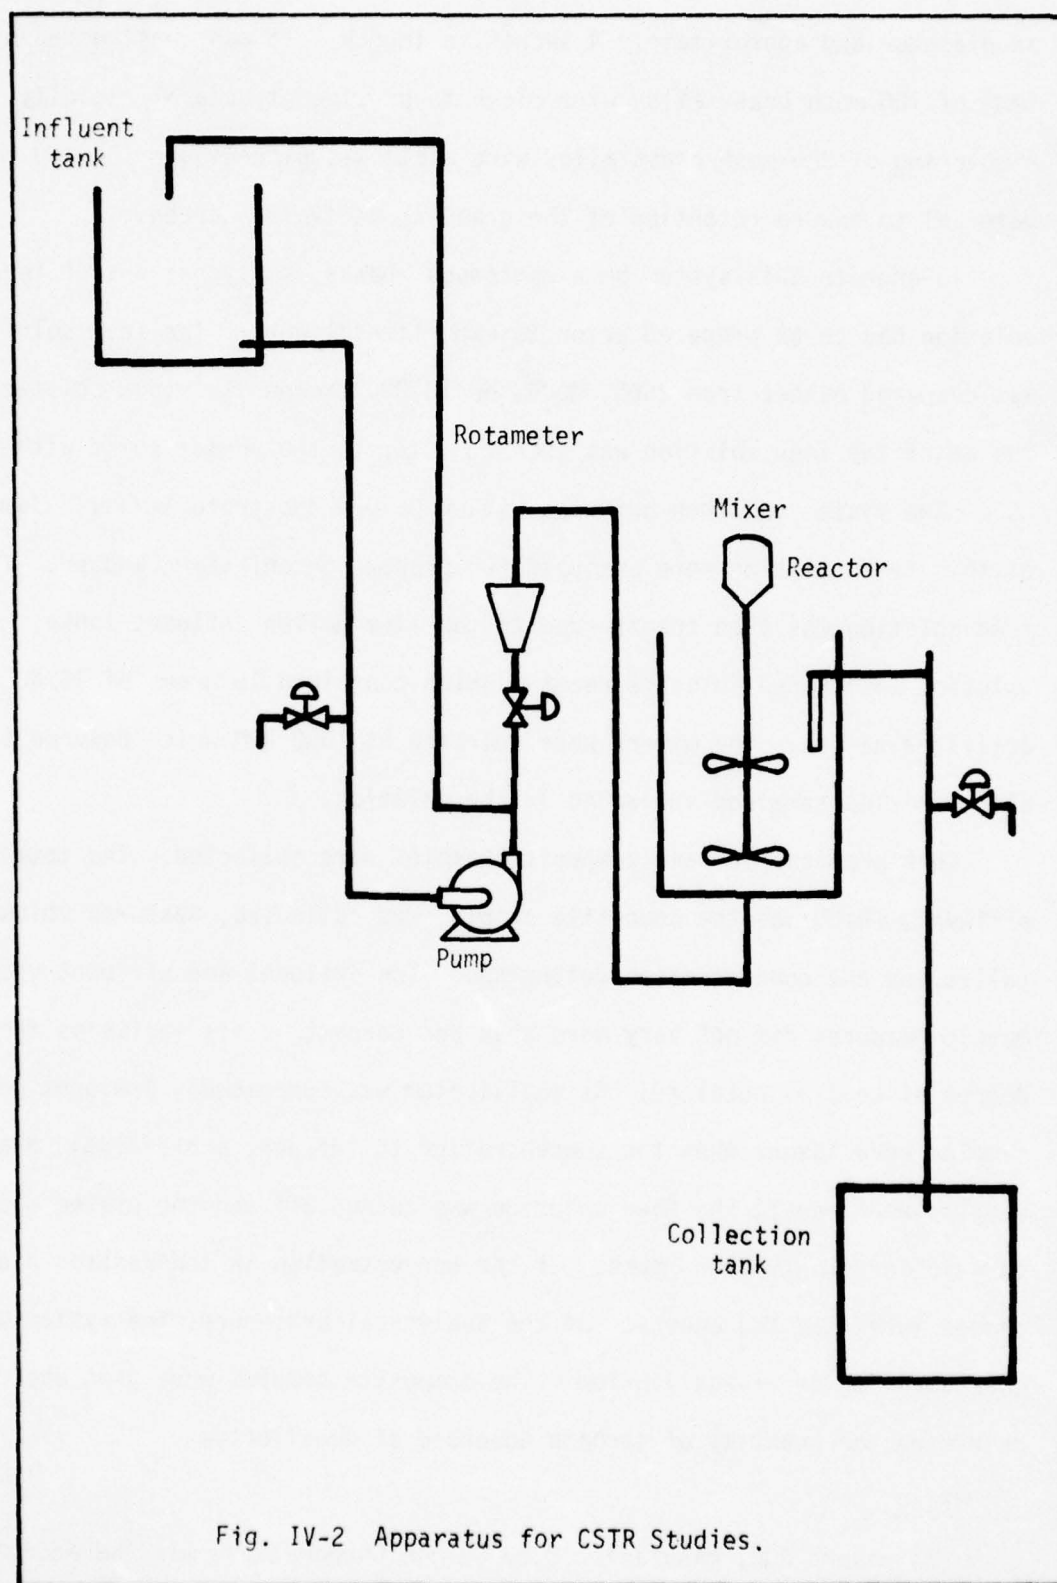 Influent
tank
Rotameter
Mixer
Reactor
Pump
Collection
tank
Fig. IV-2 Apparatus for CSTR Studies.